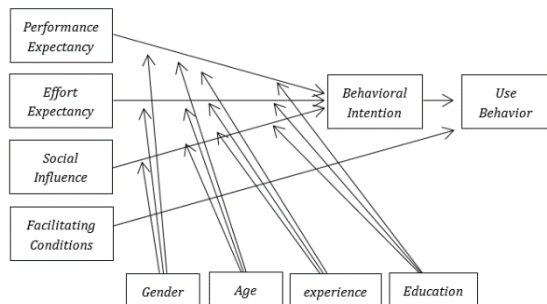 Performance
Expectancy
Effort
Expectancy
Behavioral
Intention
Use
Behavior
Social
Influence
Facilitating
Conditions
Gender
Age
experience
Education